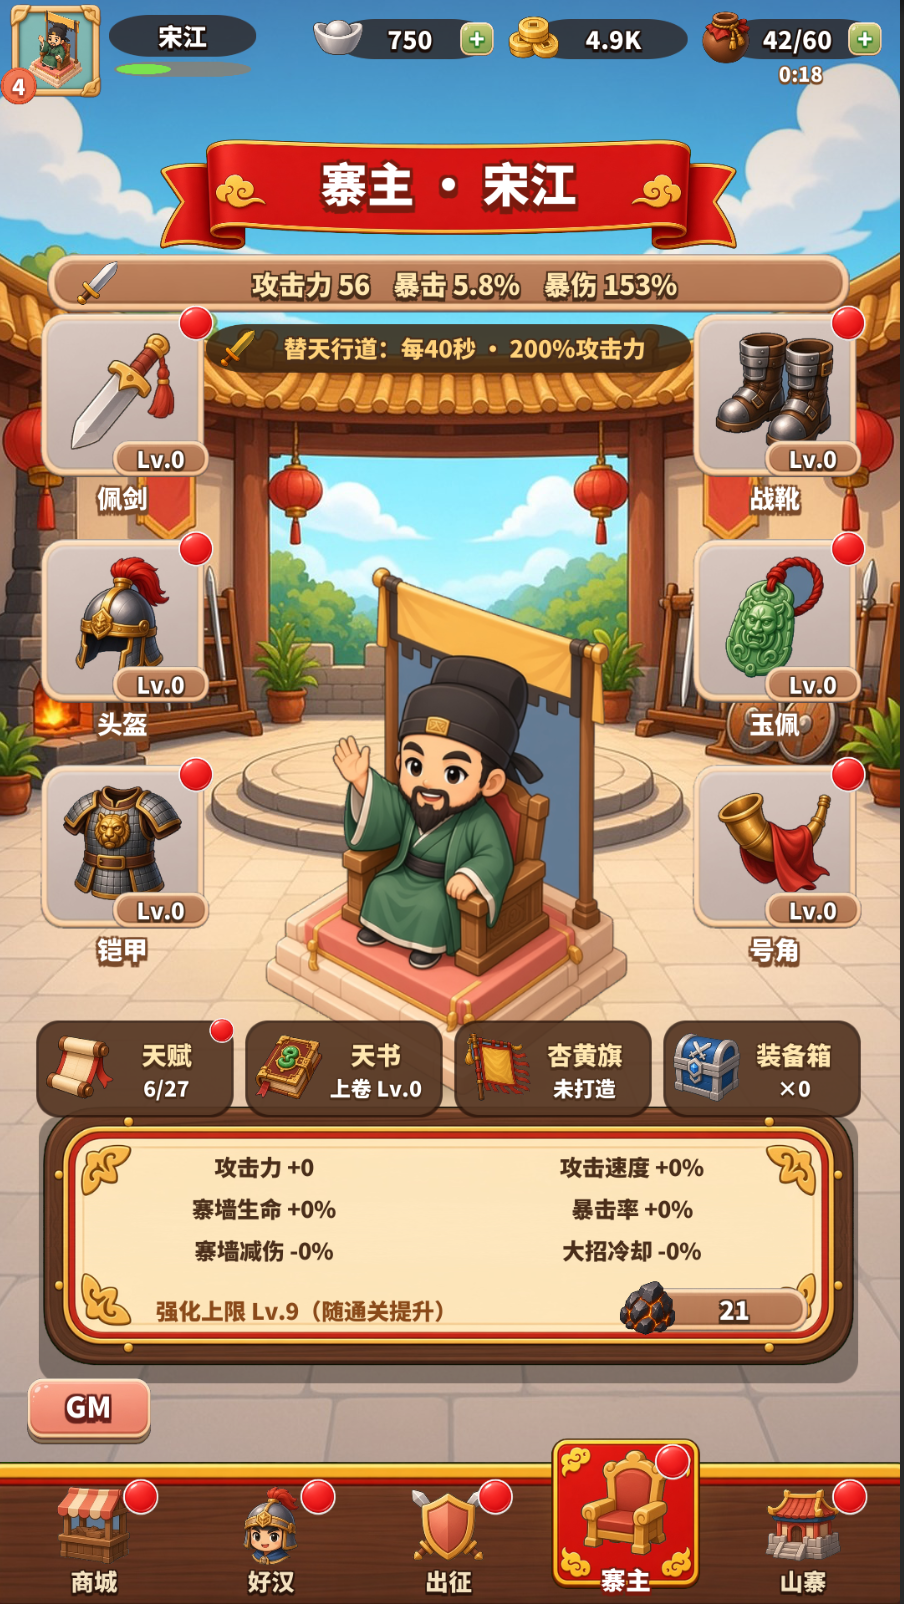 宋江
750
4.9K
42/60
4
0:18
寨主·宋江
攻击力 56 暴击 5.8% 暴伤 153%
替天行道：每40秒·200%攻击力
Lv.0
佩剑
Lv.0
战靴
Lv.0
头盔
Lv.0
玉佩
Lv.0
铠甲
Lv.0
号角
天赋
6/27
天书
上卷 Lv.0
杏黄旗
未打造
装备箱
×0
攻击力 +0
攻击速度 +0%
寨墙生命 +0%
暴击率 +0%
寨墙减伤 -0%
大招冷却 -0%
强化上限 Lv.9（随通关提升）
21
GM
商城
好汉
出征
寨主
山寨